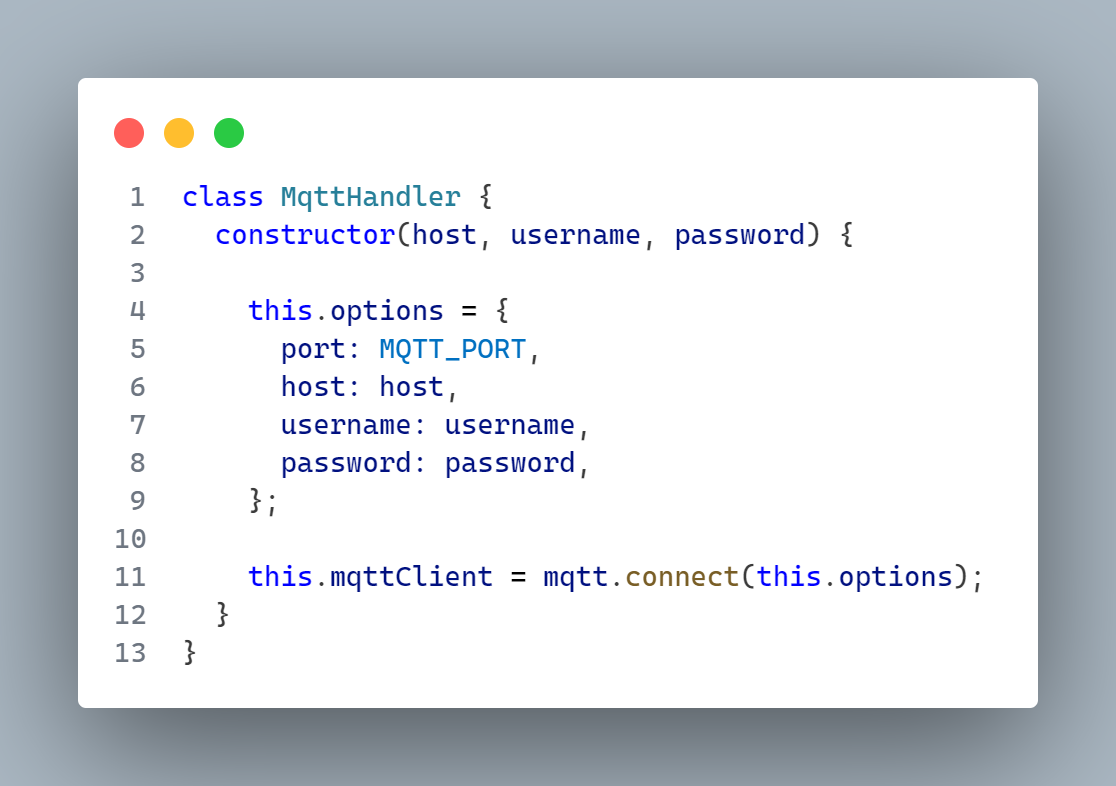 1 class MqttHandler {
2   constructor(host, username, password) {
3
4     this.options = {
5       port: MQTT_PORT,
6       host: host,
7       username: username,
8       password: password,
9     };
10
11     this.mqttClient = mqtt.connect(this.options);
12   }
13 }